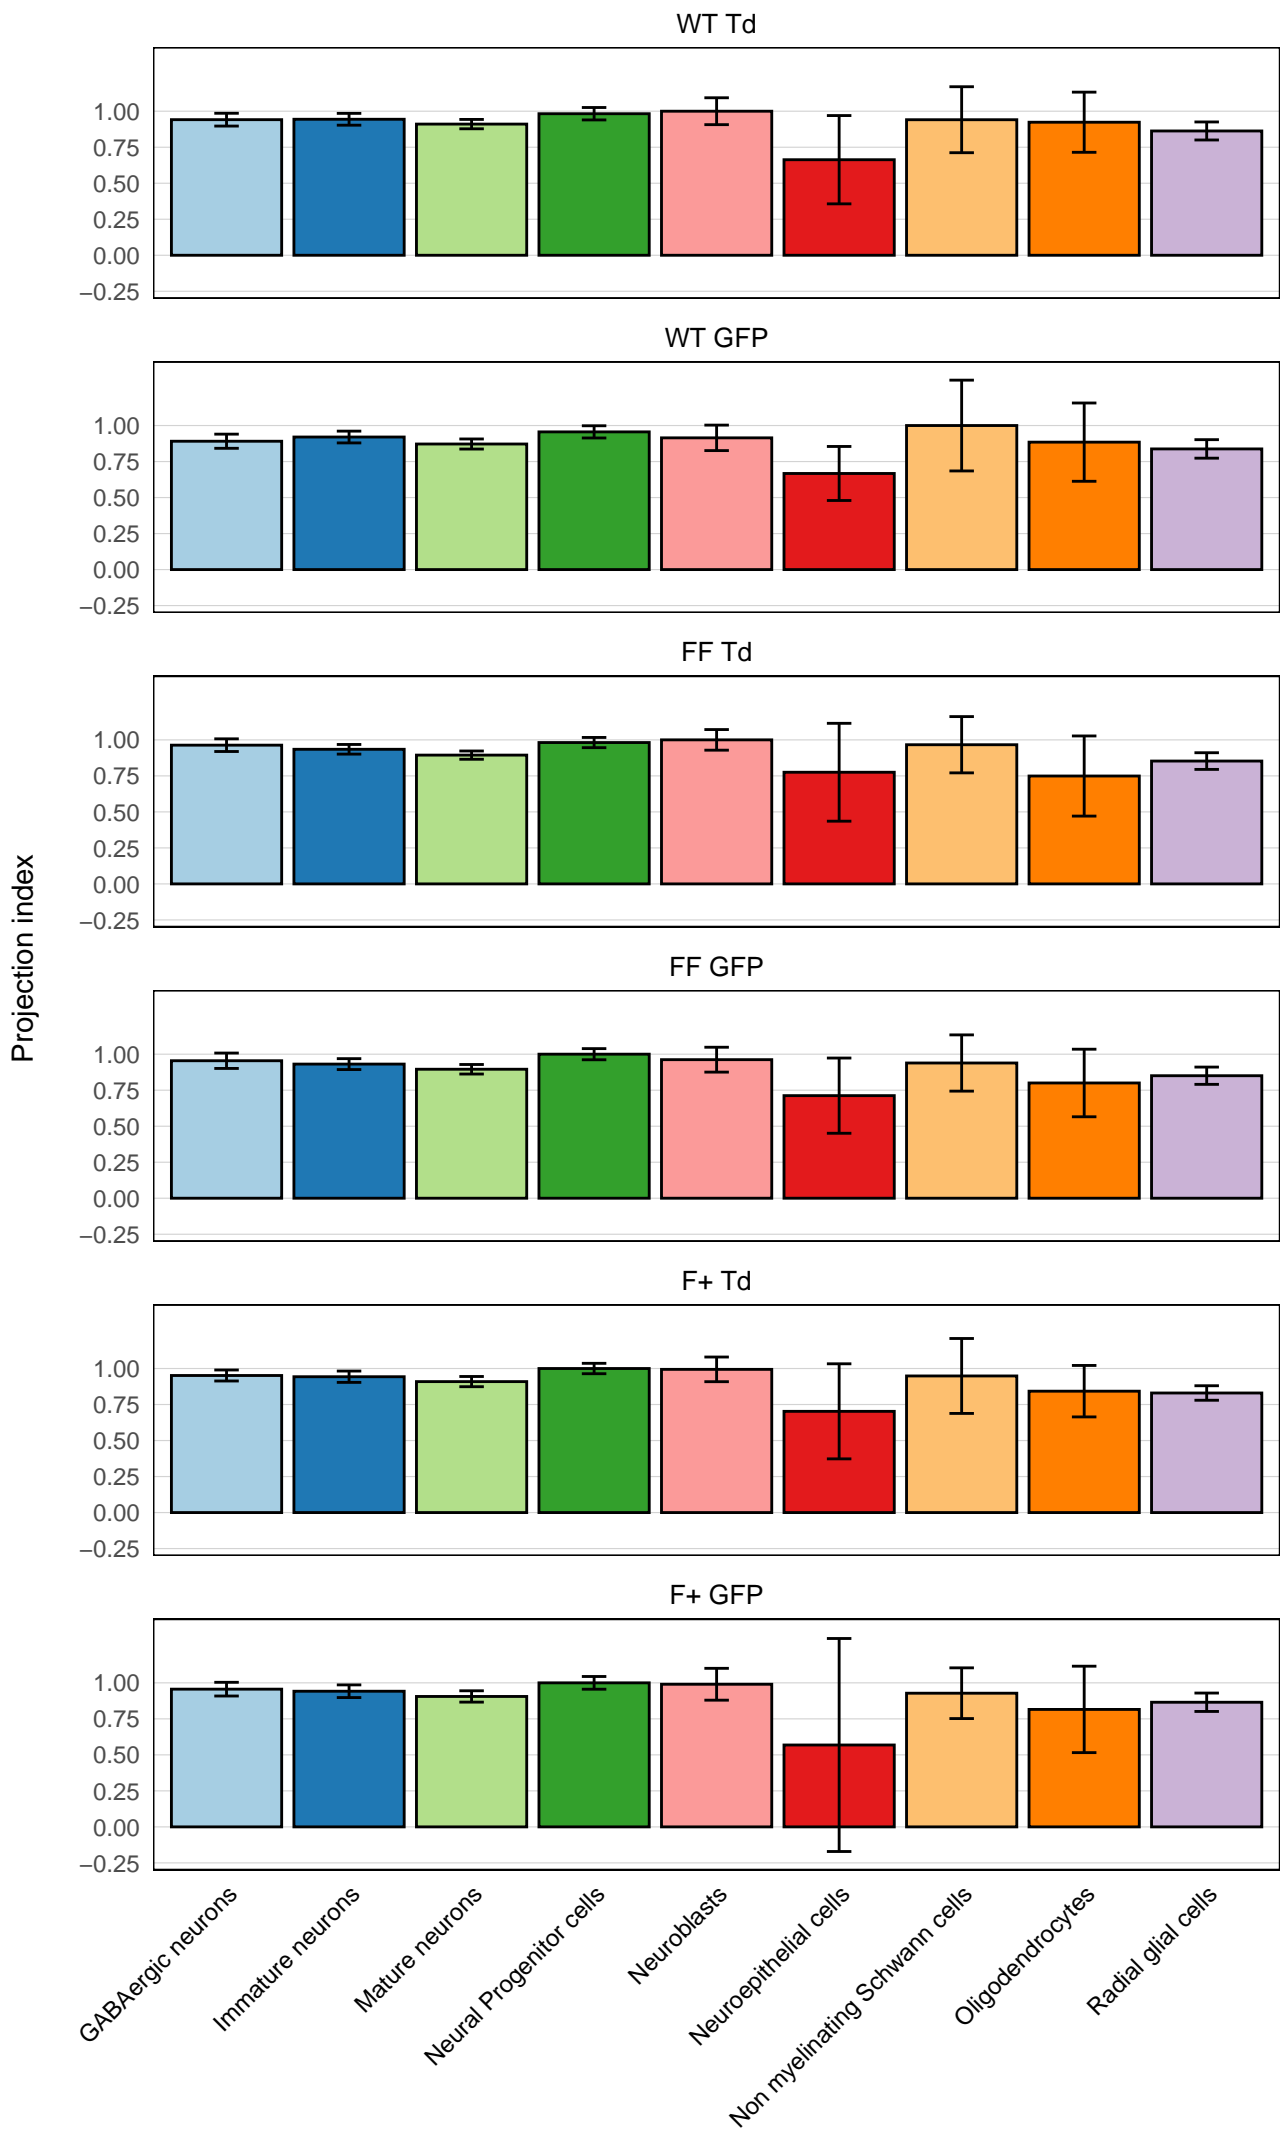 WT Td
1.00
0.75
0.50
0.25
0.00
−0.25
WT GFP
1.00
0.75
0.50
0.25
0.00
−0.25
FF Td
1.00
0.75
0.50
0.25
0.00
−0.25
Projection index
FF GFP
1.00
0.75
0.50
0.25
0.00
−0.25
F+ Td
1.00
0.75
0.50
0.25
0.00
−0.25
F+ GFP
1.00
0.75
0.50
0.25
0.00
−0.25
GABAergic neurons
Immature neurons
Mature neurons
Neural Progenitor cells
Neuroblasts
Neuroepithelial cells
Non myelinating Schwann cells
Oligodendrocytes
Radial glial cells